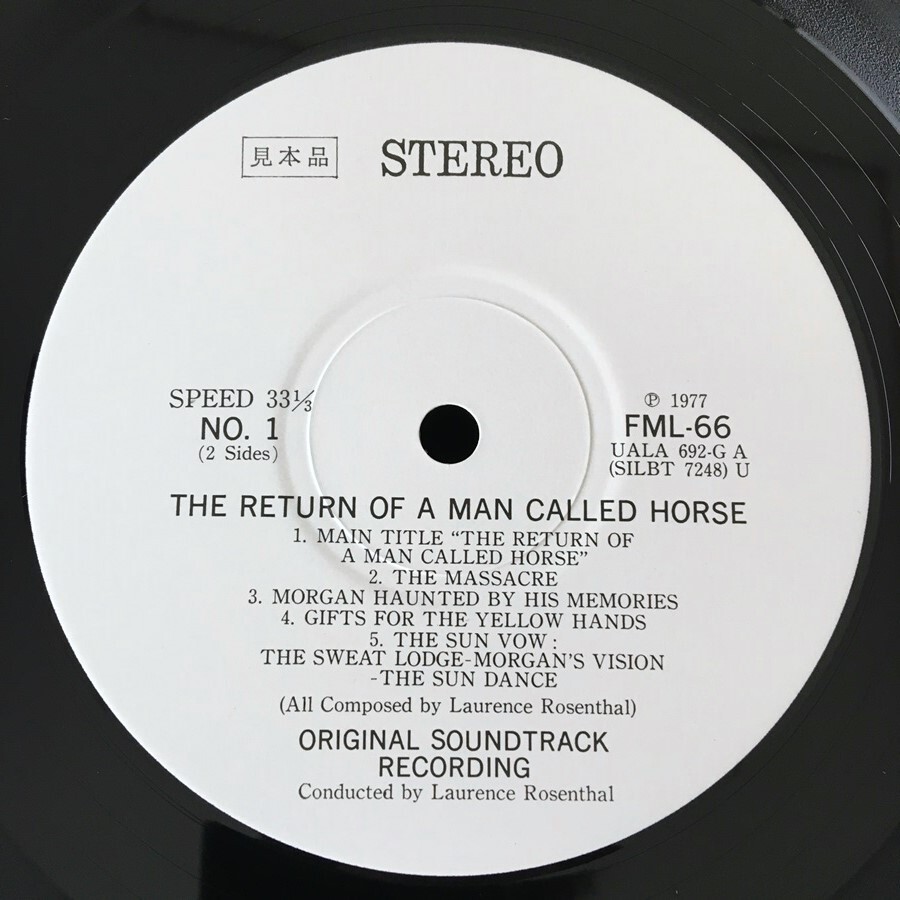 見本品 STEREO
SPEED 33⅓
NO. 1
(2 Sides)
℗ 1977
FML-66
UALA 692-G A
(SILBT 7248) U
THE RETURN OF A MAN CALLED HORSE
1. MAIN TITLE “THE RETURN OF
A MAN CALLED HORSE”
2. THE MASSACRE
3. MORGAN HAUNTED BY HIS MEMORIES
4. GIFTS FOR THE YELLOW HANDS
5. THE SUN VOW :
THE SWEAT LODGE-MORGAN’S VISION
-THE SUN DANCE
(All Composed by Laurence Rosenthal)
ORIGINAL SOUNDTRACK
RECORDING
Conducted by Laurence Rosenthal